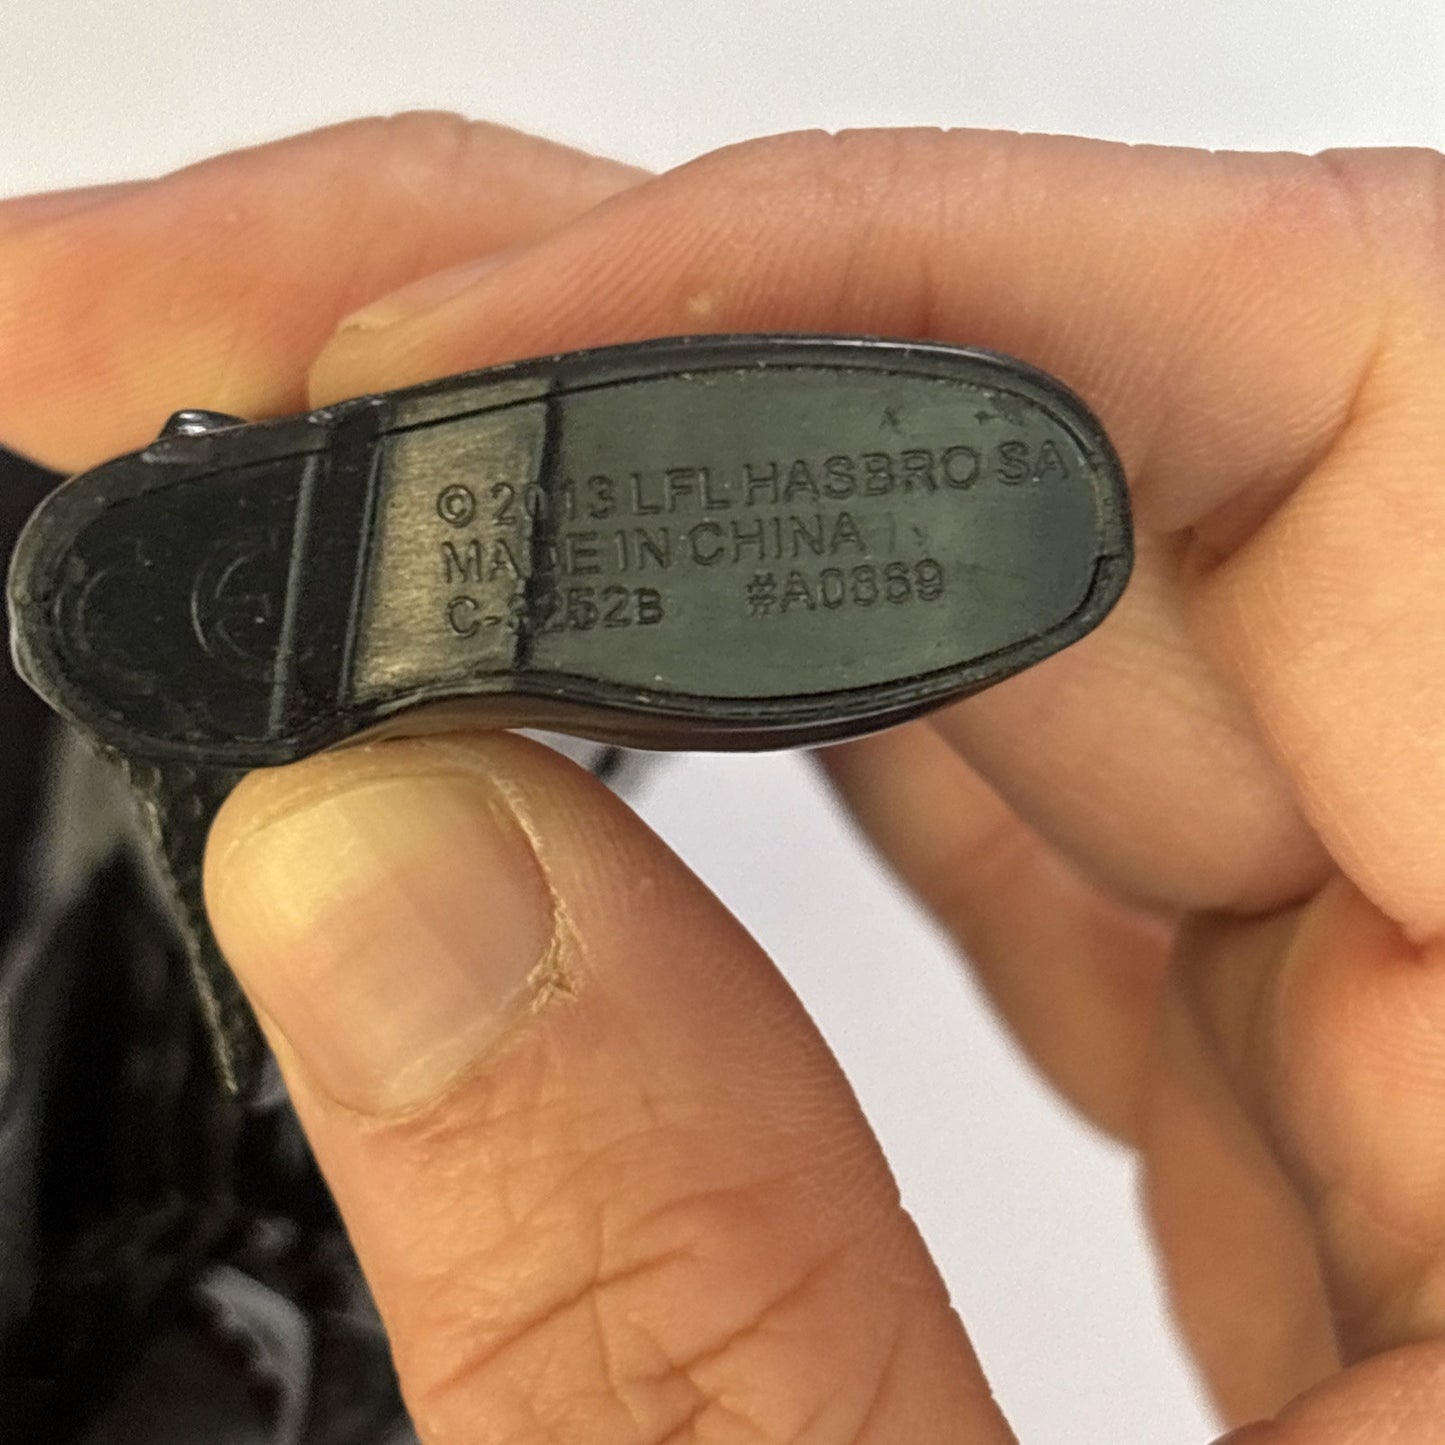 © 2013 LFL HASBRO SA
MADE IN CHINA
C-3252B #A0869